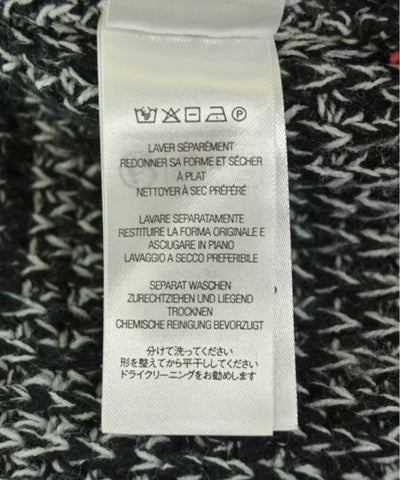 LAVER SÉPARÉMENT
REDONNER SA FORME ET SÉCHER
À PLAT
NETTOYER À SEC PRÉFÉRÉ
LAVARE SEPARATAMENTE
RESTITUIRE LA FORMA ORIGINALE E
ASCIUGARE IN PIANO
LAVAGGIO A SECCO PREFERIBILE
SEPARAT WASCHEN
ZURECHTZIEHEN UND LIEGEND
TROCKNEN
CHEMISCHE REINIGUNG BEVORZUGT
分けて洗ってください
形を整えてから平干ししてください
ドライクリーニングをお勧めします